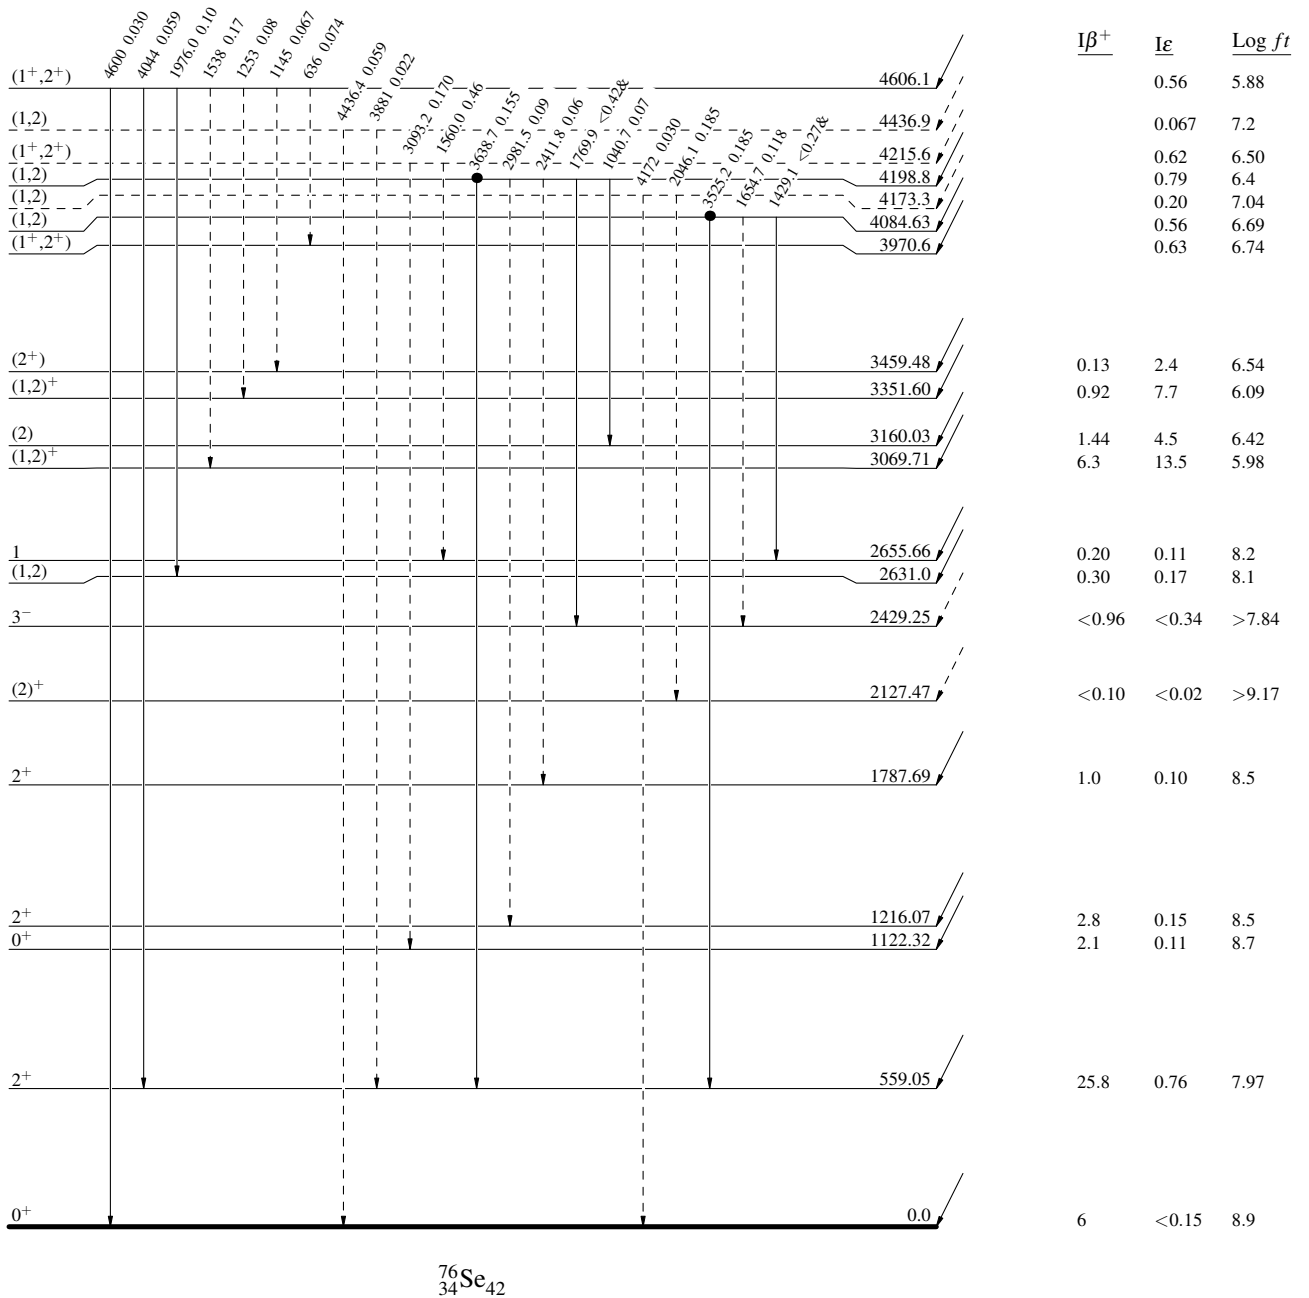 4600 0.030
4044 0.059
1976.0 0.10
1538 0.17
1253 0.08
1145 0.067
636 0.074
4436.4 0.059
3881 0.022
3093.2 0.170
1560.0 0.46
3638.7 0.155
2981.5 0.09
2411.8 0.06
1769.9 <0.42&
1040.7 0.07
4172 0.030
2046.1 0.185
3525.2 0.185
1654.7 0.118
1429.1 <0.27&
Iβ⁺ Iε Log ft
(1⁺,2⁺) 4606.1 0.56 5.88
(1,2) 4436.9 0.067 7.2
(1⁺,2⁺) 4215.6 0.62 6.50
(1,2) 4198.8 0.79 6.4
(1,2) 4173.3 0.20 7.04
(1,2) 4084.63 0.56 6.69
(1⁺,2⁺) 3970.6 0.63 6.74
(2⁺) 3459.48 0.13 2.4 6.54
(1,2)⁺ 3351.60 0.92 7.7 6.09
(2) 3160.03 1.44 4.5 6.42
(1,2)⁺ 3069.71 6.3 13.5 5.98
1 2655.66 0.20 0.11 8.2
(1,2) 2631.0 0.30 0.17 8.1
3⁻ 2429.25 <0.96 <0.34 >7.84
(2)⁺ 2127.47 <0.10 <0.02 >9.17
2⁺ 1787.69 1.0 0.10 8.5
2⁺ 1216.07 2.8 0.15 8.5
0⁺ 1122.32 2.1 0.11 8.7
2⁺ 559.05 25.8 0.76 7.97
0⁺ 0.0 6 <0.15 8.9
⁷⁶₃₄Se₄₂